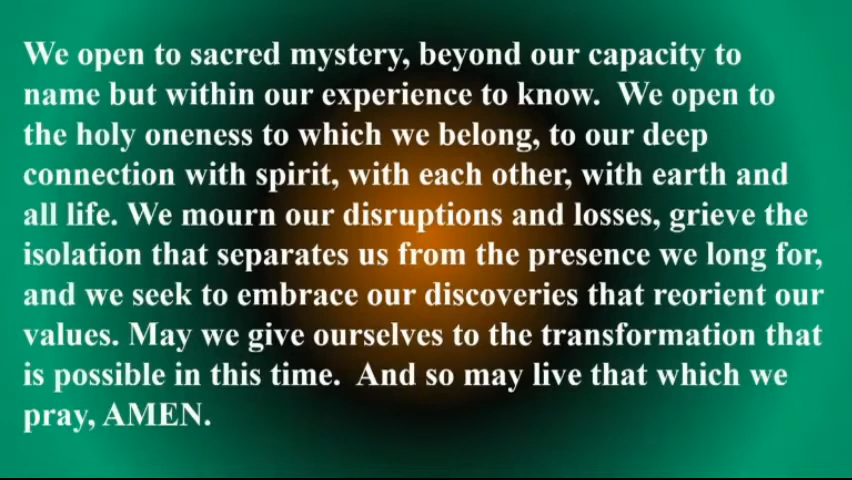 We open to sacred mystery, beyond our capacity to
name but within our experience to know.  We open to
the holy oneness to which we belong, to our deep
connection with spirit, with each other, with earth and
all life. We mourn our disruptions and losses, grieve the
isolation that separates us from the presence we long for,
and we seek to embrace our discoveries that reorient our
values. May we give ourselves to the transformation that
is possible in this time.  And so may live that which we
pray, AMEN.